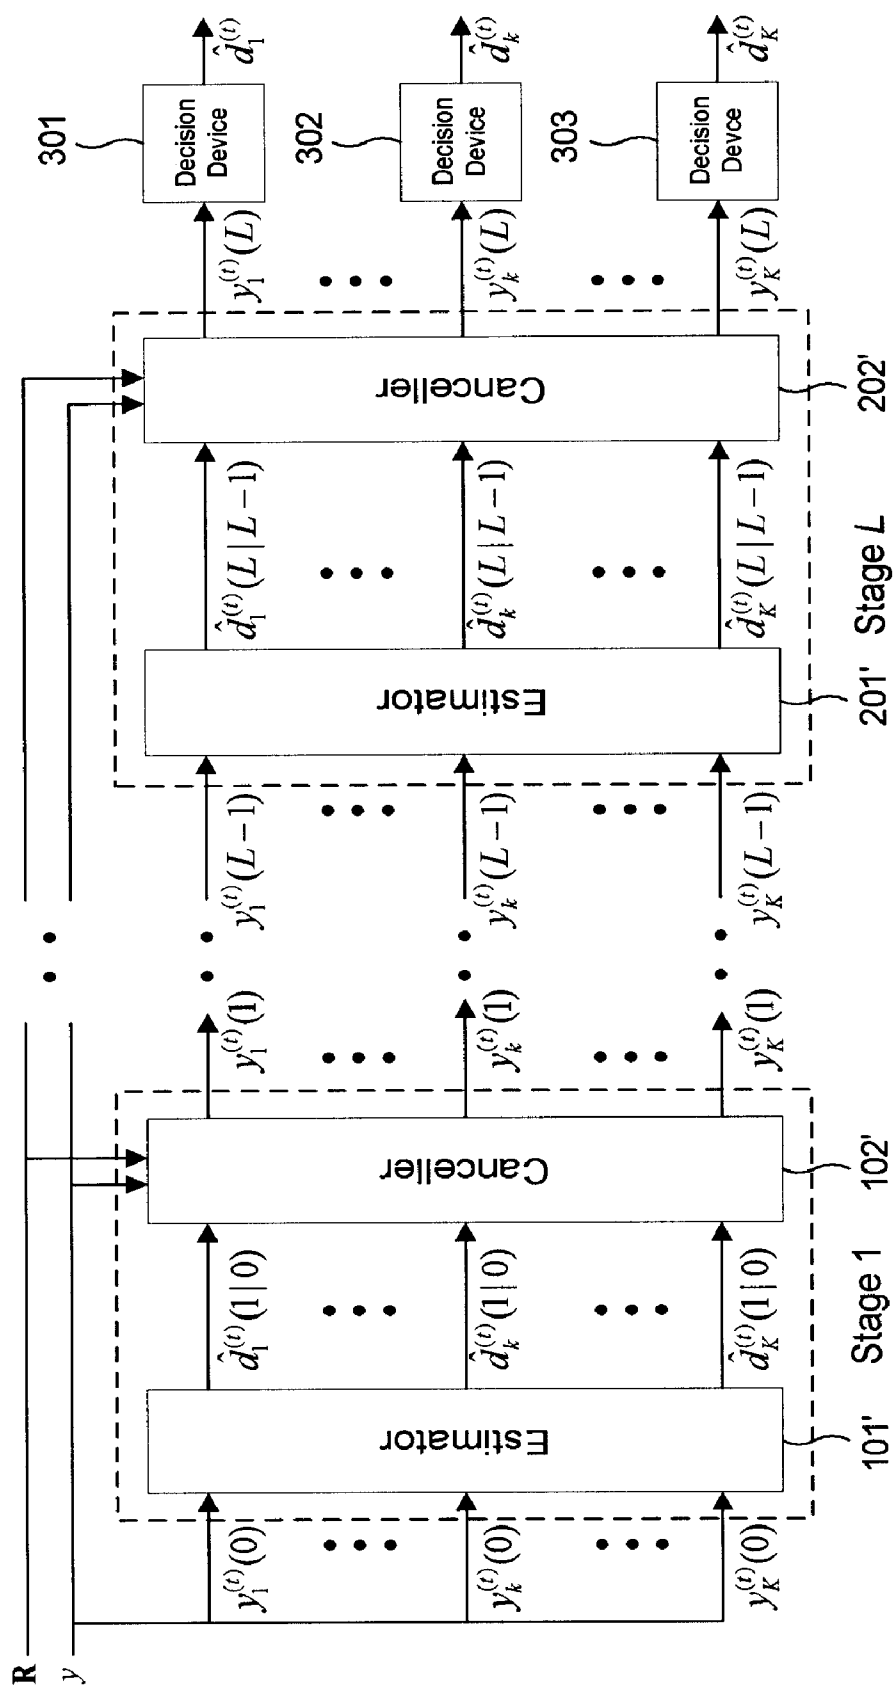 R
y
y_1^{(t)}(0)
y_k^{(t)}(0)
y_K^{(t)}(0)
Estimator
101'
d̂_1^{(t)}(1|0)
d̂_k^{(t)}(1|0)
d̂_K^{(t)}(1|0)
Canceller
102'
Stage 1
y_1^{(t)}(1)
y_k^{(t)}(1)
y_K^{(t)}(1)
y_1^{(t)}(L−1)
y_k^{(t)}(L−1)
y_K^{(t)}(L−1)
Estimator
201'
d̂_1^{(t)}(L|L−1)
d̂_k^{(t)}(L|L−1)
d̂_K^{(t)}(L|L−1)
Canceller
202'
Stage L
y_1^{(t)}(L)
y_k^{(t)}(L)
y_K^{(t)}(L)
301
Decision
Device
d̂_1^{(t)}
302
Decision
Device
d̂_k^{(t)}
303
Decision
Devce
d̂_K^{(t)}